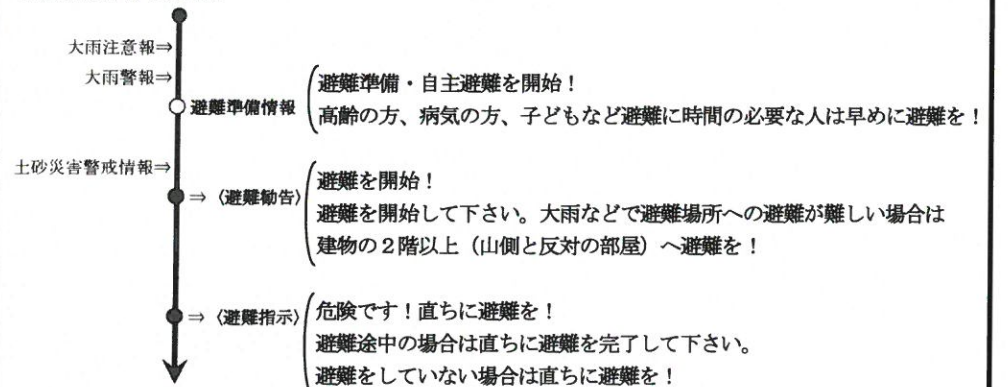 大雨注意報⇒
大雨警報⇒
避難準備情報
避難準備・自主避難を開始！
高齢の方、病気の方、子どもなど避難に時間の必要な人は早めに避難を！
土砂災害警戒情報⇒
⇒〈避難勧告〉
避難を開始！
避難を開始して下さい。大雨などで避難場所への避難が難しい場合は
建物の２階以上（山側と反対の部屋）へ避難を！
⇒〈避難指示〉
危険です！直ちに避難を！
避難途中の場合は直ちに避難を完了して下さい。
避難をしていない場合は直ちに避難を！